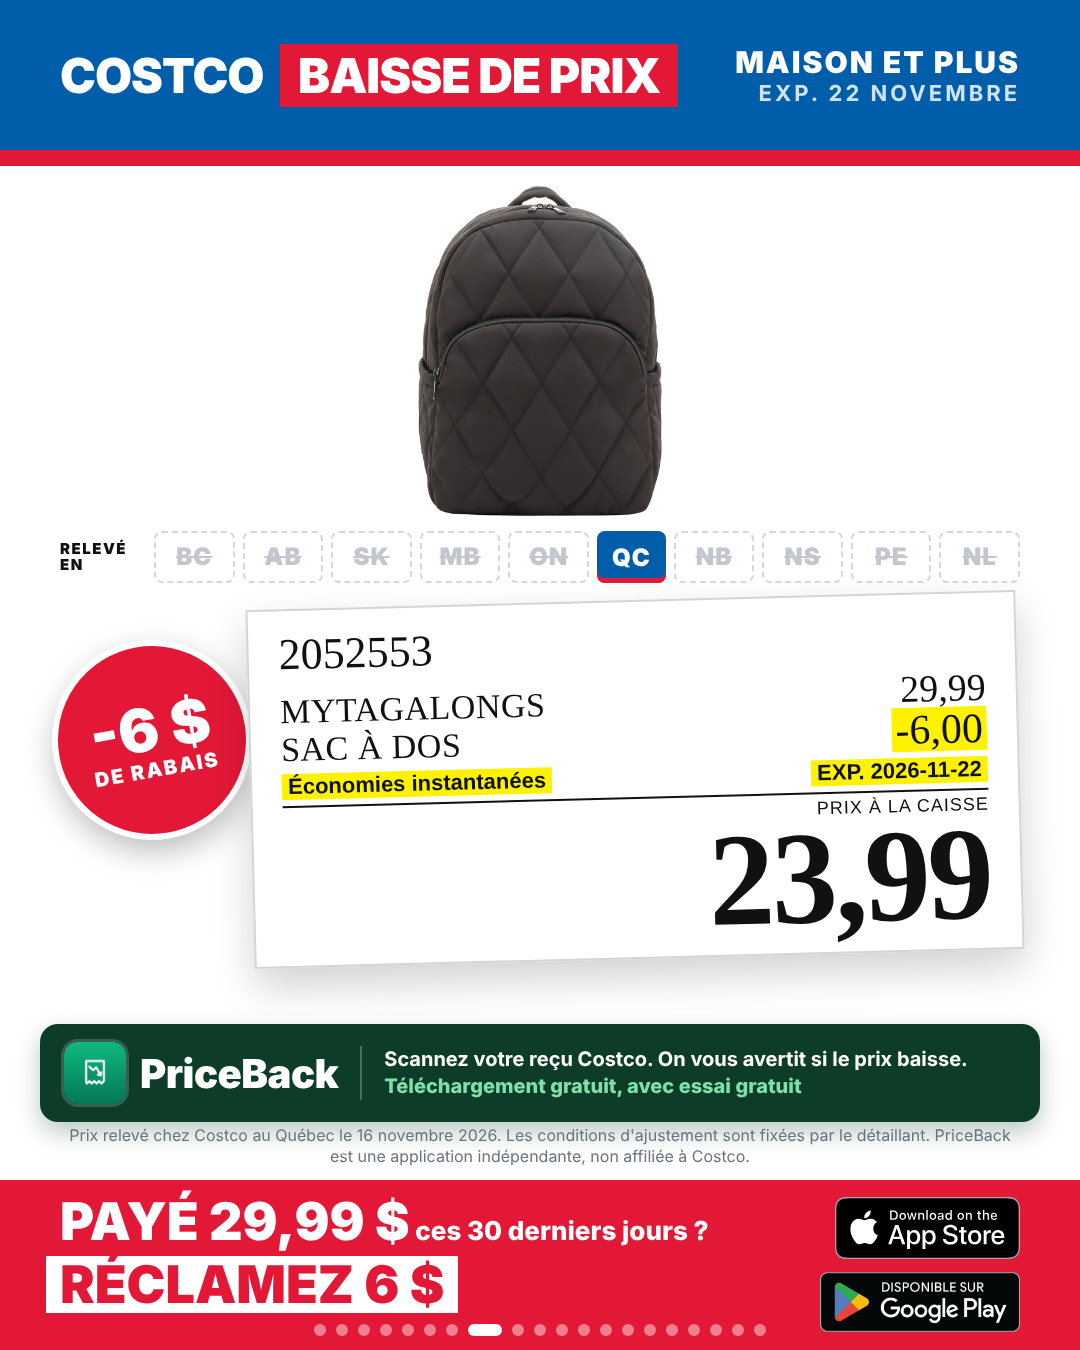 COSTCO BAISSE DE PRIX
MAISON ET PLUS
EXP. 22 NOVEMBRE
RELEVÉ EN
BC AB SK MB ON QC NB NS PE NL
-6 $
DE RABAIS
2052553
MYTAGALONGS
SAC À DOS
Économies instantanées
29,99
-6,00
EXP. 2026-11-22
PRIX À LA CAISSE
23,99
PriceBack
Scannez votre reçu Costco. On vous avertit si le prix baisse.
Téléchargement gratuit, avec essai gratuit
Prix relevé chez Costco au Québec le 16 novembre 2026. Les conditions d'ajustement sont fixées par le détaillant. PriceBack
est une application indépendante, non affiliée à Costco.
PAYÉ 29,99 $ ces 30 derniers jours ?
RÉCLAMEZ 6 $
Download on the
App Store
DISPONIBLE SUR
Google Play